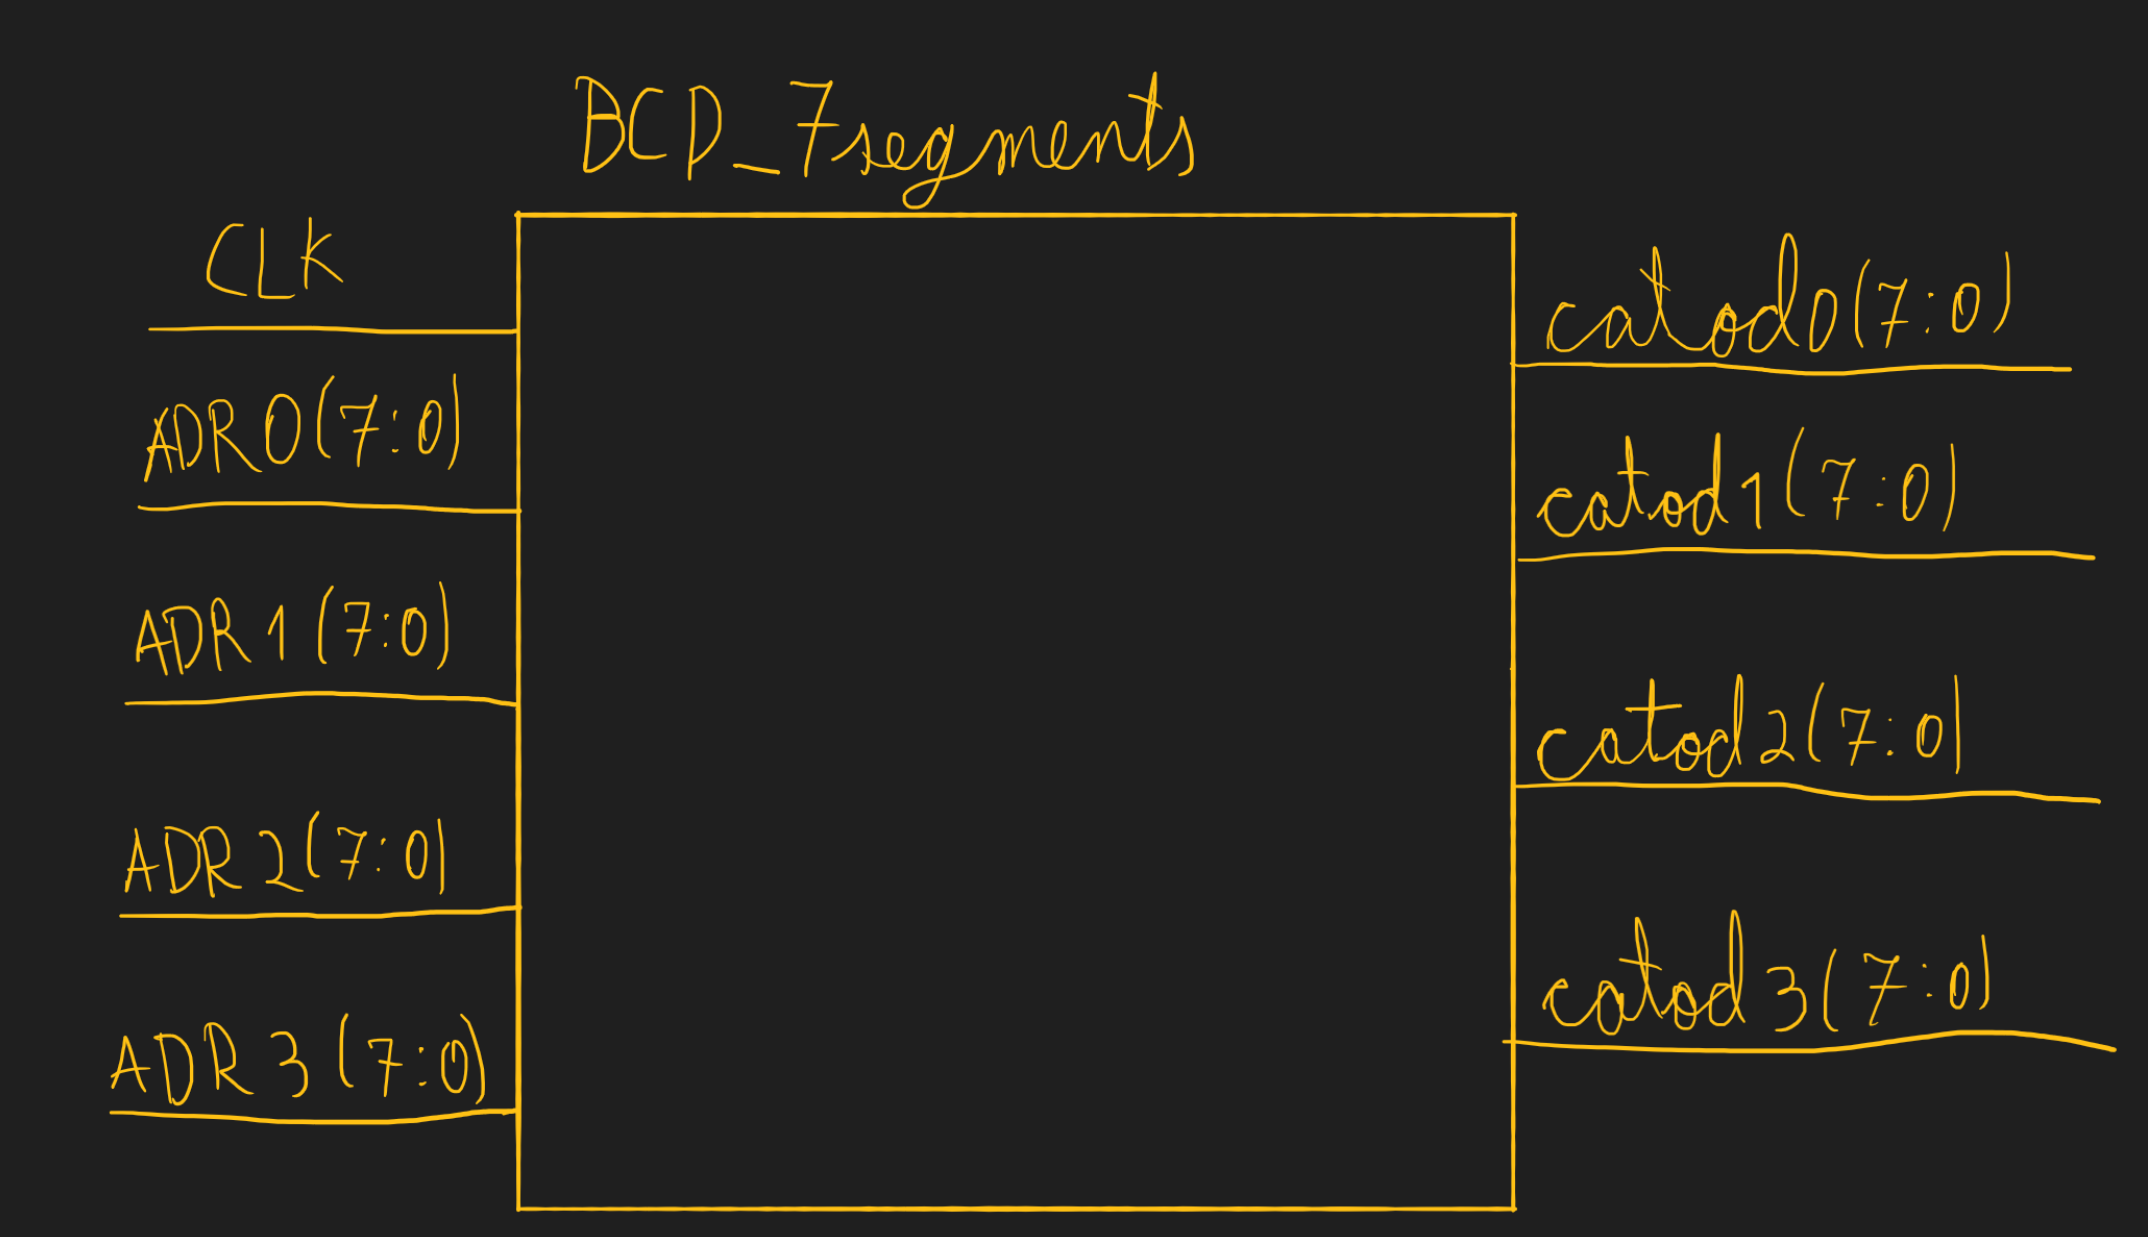 BCD_7segments
CLK
ADR0(7:0)
ADR1(7:0)
ADR2(7:0)
ADR3(7:0)
catod0(7:0)
catod1(7:0)
catod2(7:0)
catod3(7:0)